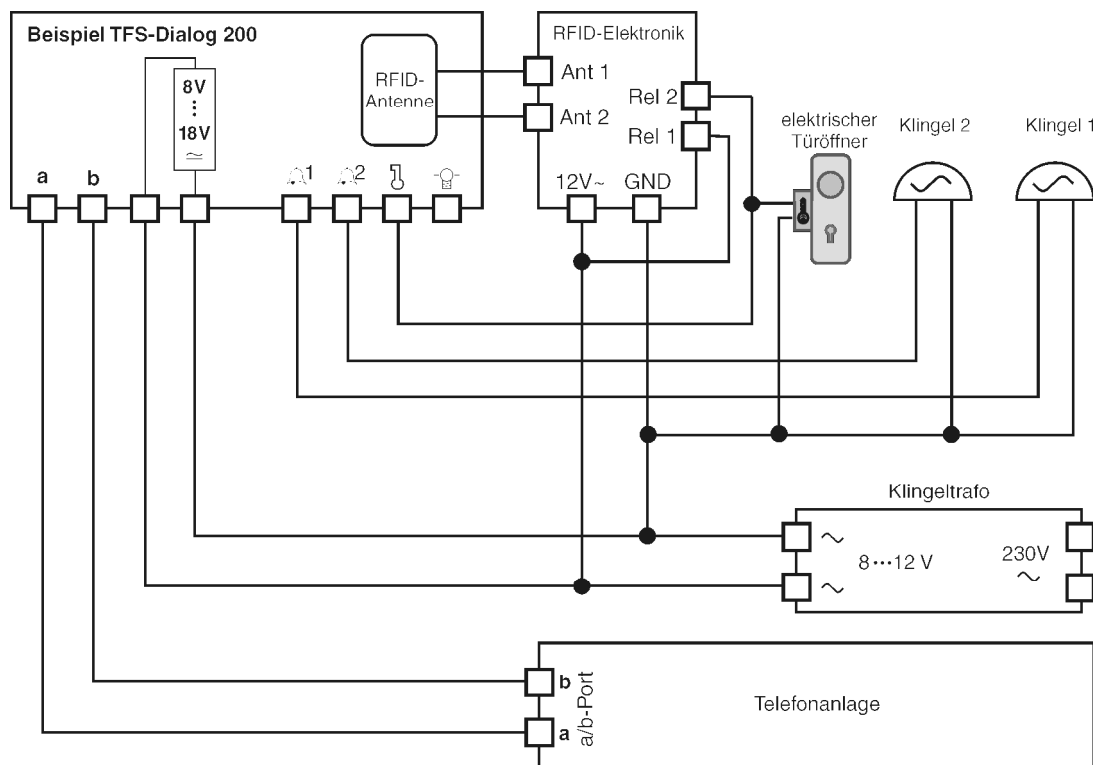 Beispiel TFS-Dialog 200
8V
⋮
18V
≃
RFID-
Antenne
a
b
1
2
RFID-Elektronik
Ant 1
Ant 2
Rel 2
Rel 1
12V~
GND
elektrischer
Türöffner
Klingel 2
Klingel 1
Klingeltrafo
~
~
8···12 V
230V
~
b
a
a/b-Port
Telefonanlage